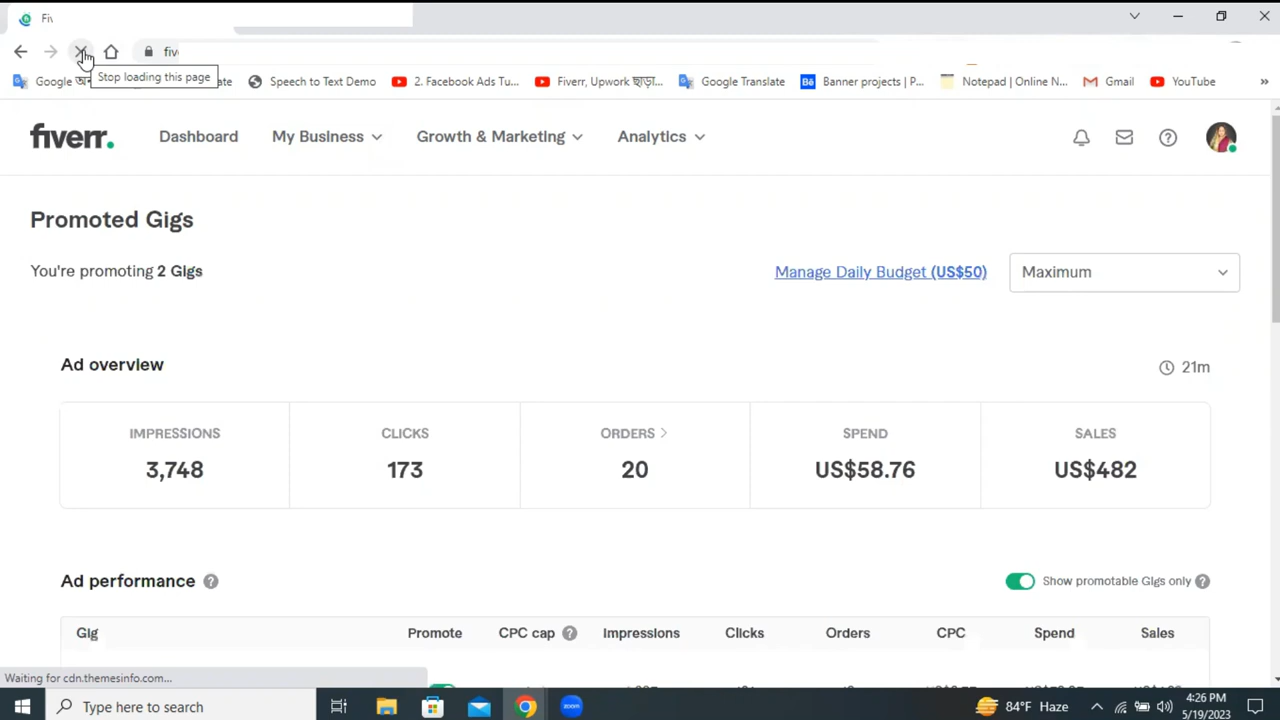 Fiv
five
Stop loading this page
Google
ate
Speech to Text Demo
2. Facebook Ads Tu...
Fiverr, Upwork ছাড়া...
Google Translate
Banner projects | P...
Notepad | Online N...
Gmail
YouTube
»
fiverr.
Dashboard
My Business
Growth & Marketing
Analytics
Promoted Gigs
You're promoting 2 Gigs
Manage Daily Budget (US$50)
Maximum
Ad overview
21m
IMPRESSIONS CLICKS ORDERS > SPEND SALES
3,748 173 20 US$58.76 US$482
Ad performance
Show promotable Gigs only
Gig Promote CPC cap Impressions Clicks Orders CPC Spend Sales
Waiting for cdn.themesinfo.com...
Type here to search
zoom
84°F Haze
4:26 PM
5/19/2023